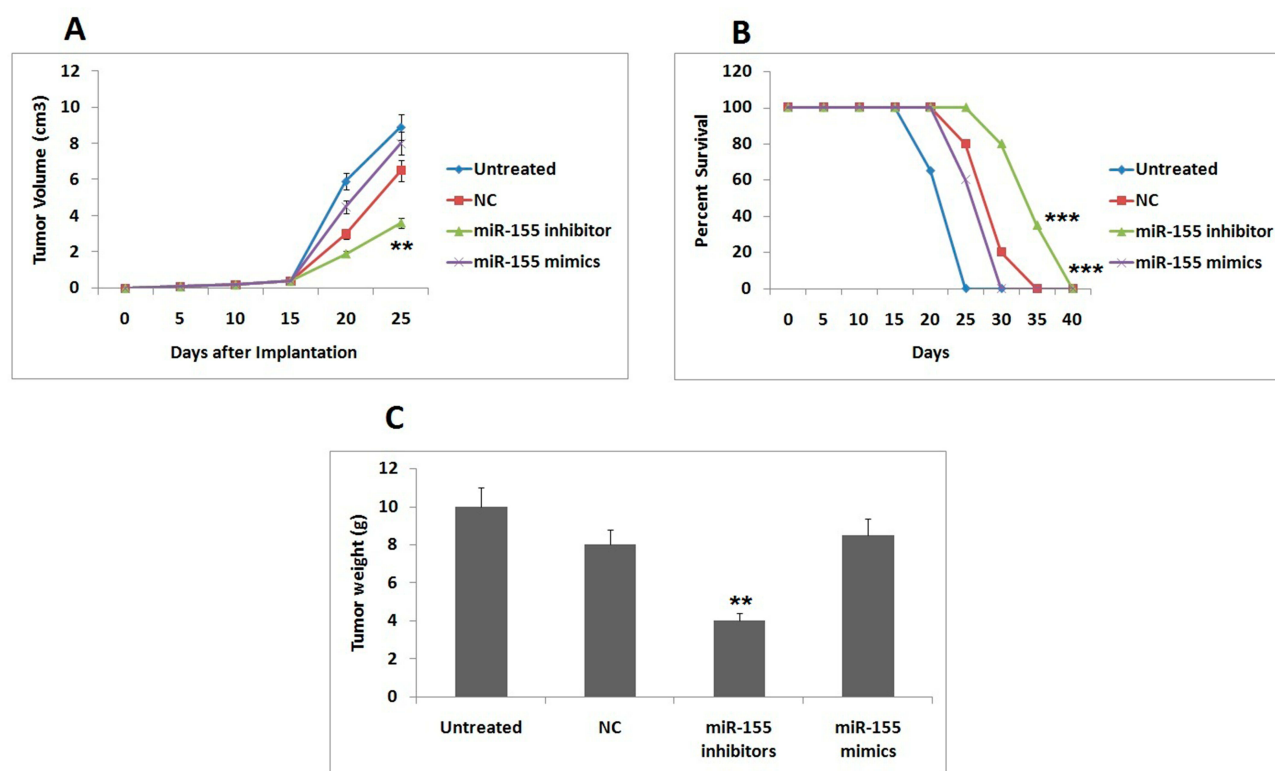 A
Tumor Volume (cm3)
12
10
8
6
4
2
0
0 5 10 15 20 25
Days after Implantation
**
Untreated
NC
miR-155 inhibitor
miR-155 mimics
B
Percent Survival
120
100
80
60
40
20
0
0 5 10 15 20 25 30 35 40
Days
***
***
Untreated
NC
miR-155 inhibitor
miR-155 mimics
C
Tumor weight (g)
12
10
8
6
4
2
0
**
Untreated NC miR-155 miR-155
inhibitors mimics